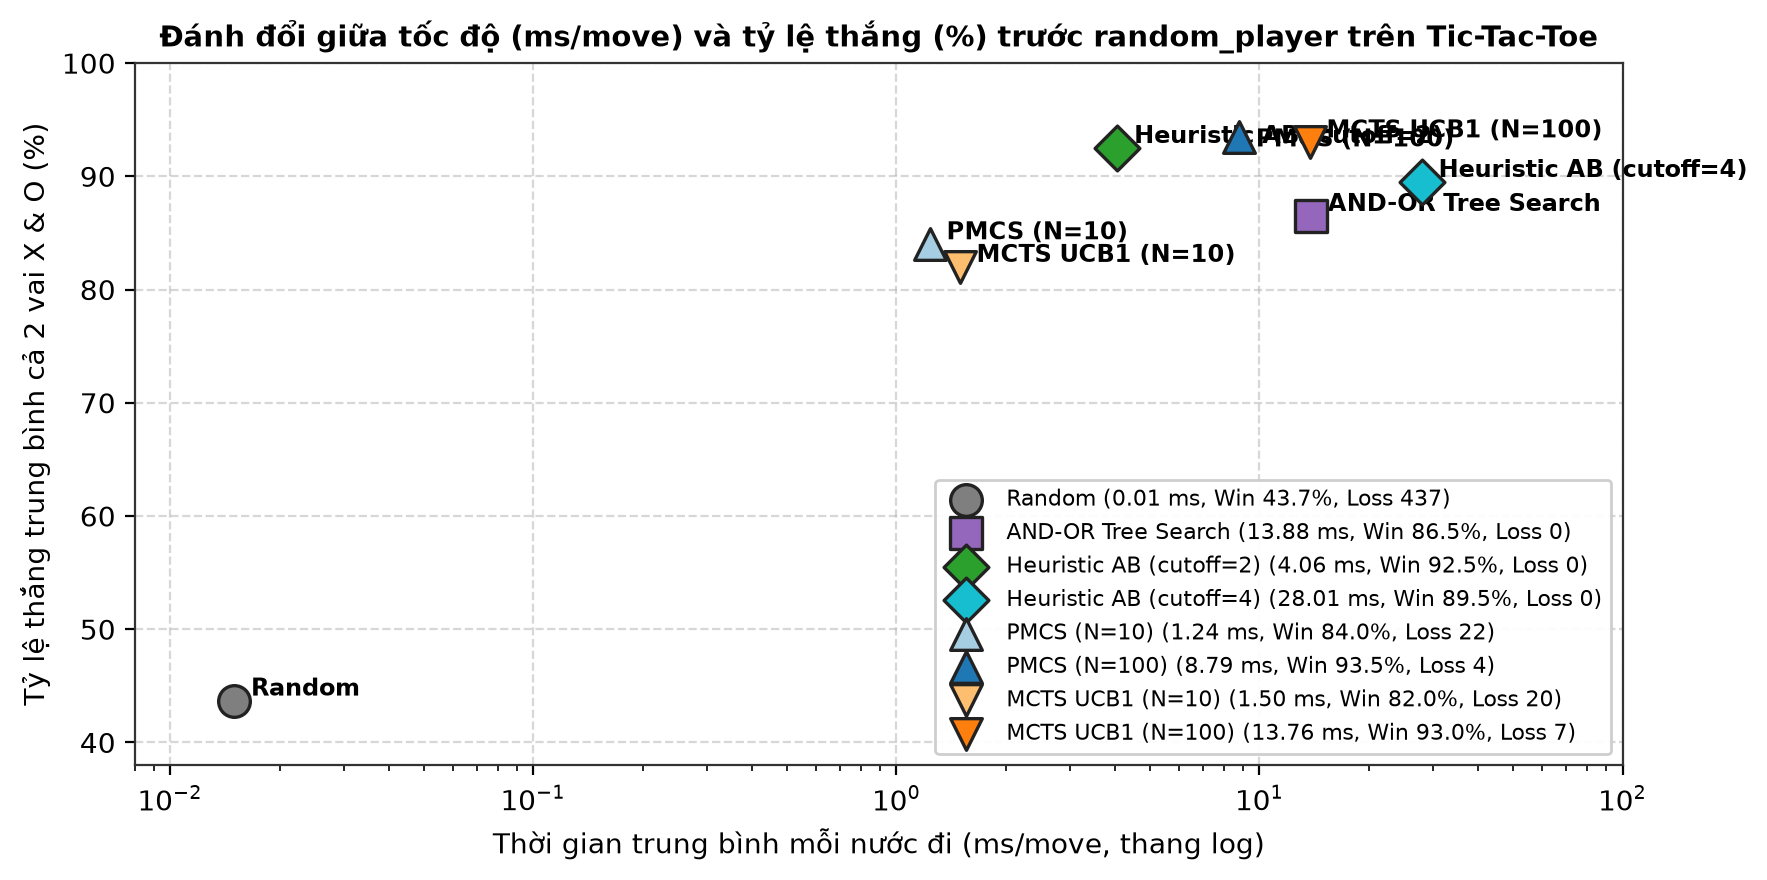 Đánh đổi giữa tốc độ (ms/move) và tỷ lệ thắng (%) trước random_player trên Tic-Tac-Toe
Tỷ lệ thắng trung bình cả 2 vai X & O (%)
100
90
80
70
60
50
40
Heuristic AB (cutoff=2)
PMCS (N=100)
MCTS UCB1 (N=100)
Heuristic AB (cutoff=4)
AND-OR Tree Search
PMCS (N=10)
MCTS UCB1 (N=10)
Random
Random (0.01 ms, Win 43.7%, Loss 437)
AND-OR Tree Search (13.88 ms, Win 86.5%, Loss 0)
Heuristic AB (cutoff=2) (4.06 ms, Win 92.5%, Loss 0)
Heuristic AB (cutoff=4) (28.01 ms, Win 89.5%, Loss 0)
PMCS (N=10) (1.24 ms, Win 84.0%, Loss 22)
PMCS (N=100) (8.79 ms, Win 93.5%, Loss 4)
MCTS UCB1 (N=10) (1.50 ms, Win 82.0%, Loss 20)
MCTS UCB1 (N=100) (13.76 ms, Win 93.0%, Loss 7)
10⁻² 10⁻¹ 10⁰ 10¹ 10²
Thời gian trung bình mỗi nước đi (ms/move, thang log)